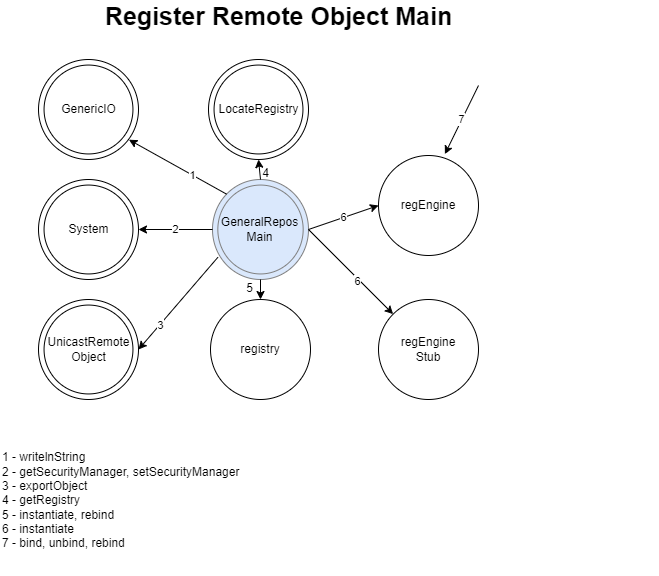 Register Remote Object Main
GenericIO
LocateRegistry
7
1
4
regEngine
System
2
GeneralRepos
Main
6
5
6
3
UnicastRemote
Object
registry
regEngine
Stub
1 - writeInString
2 - getSecurityManager, setSecurityManager
3 - exportObject
4 - getRegistry
5 - instantiate, rebind
6 - instantiate
7 - bind, unbind, rebind